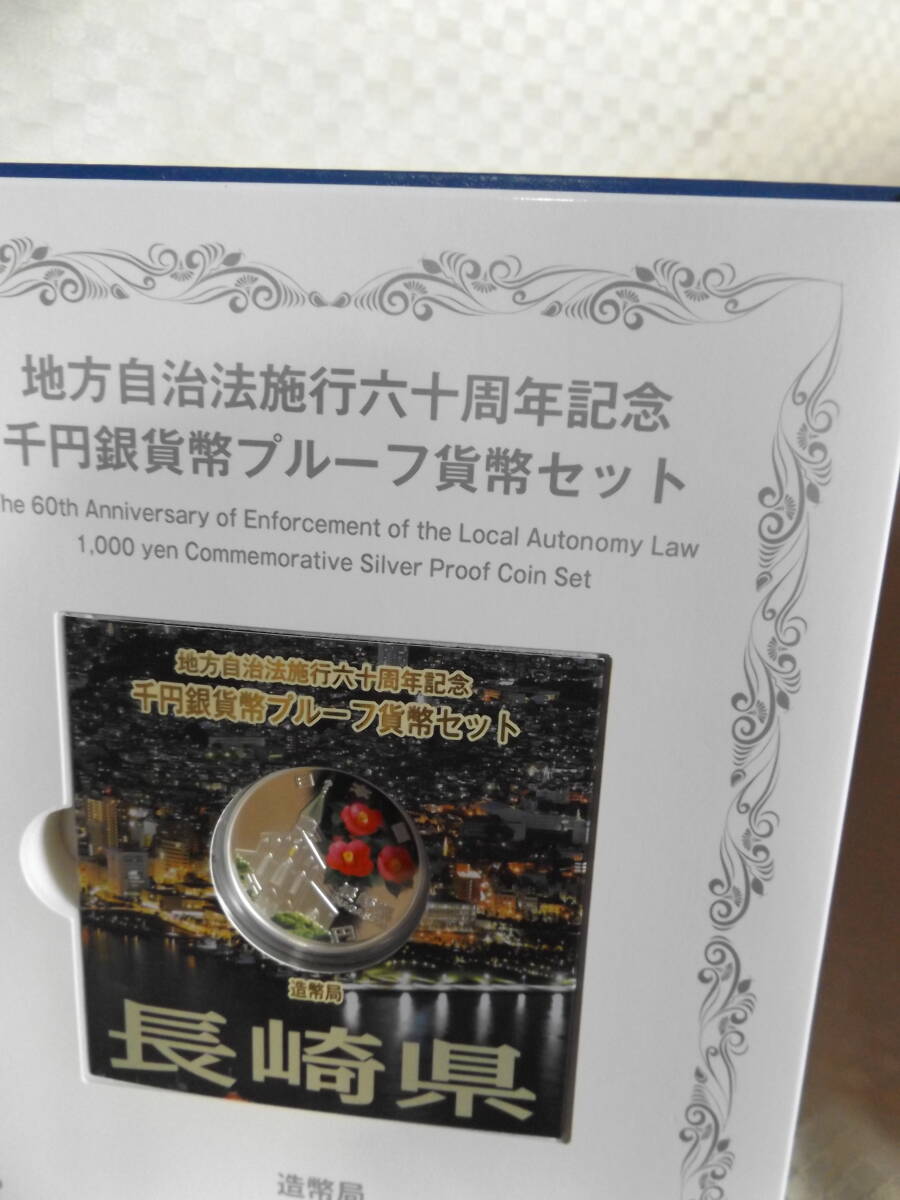 地方自治法施行六十周年記念
千円銀貨幣プルーフ貨幣セット
he 60th Anniversary of Enforcement of the Local Autonomy Law
1,000 yen Commemorative Silver Proof Coin Set
地方自治法施行六十周年記念
千円銀貨幣プルーフ貨幣セット
円
造幣局
長崎県
造幣局